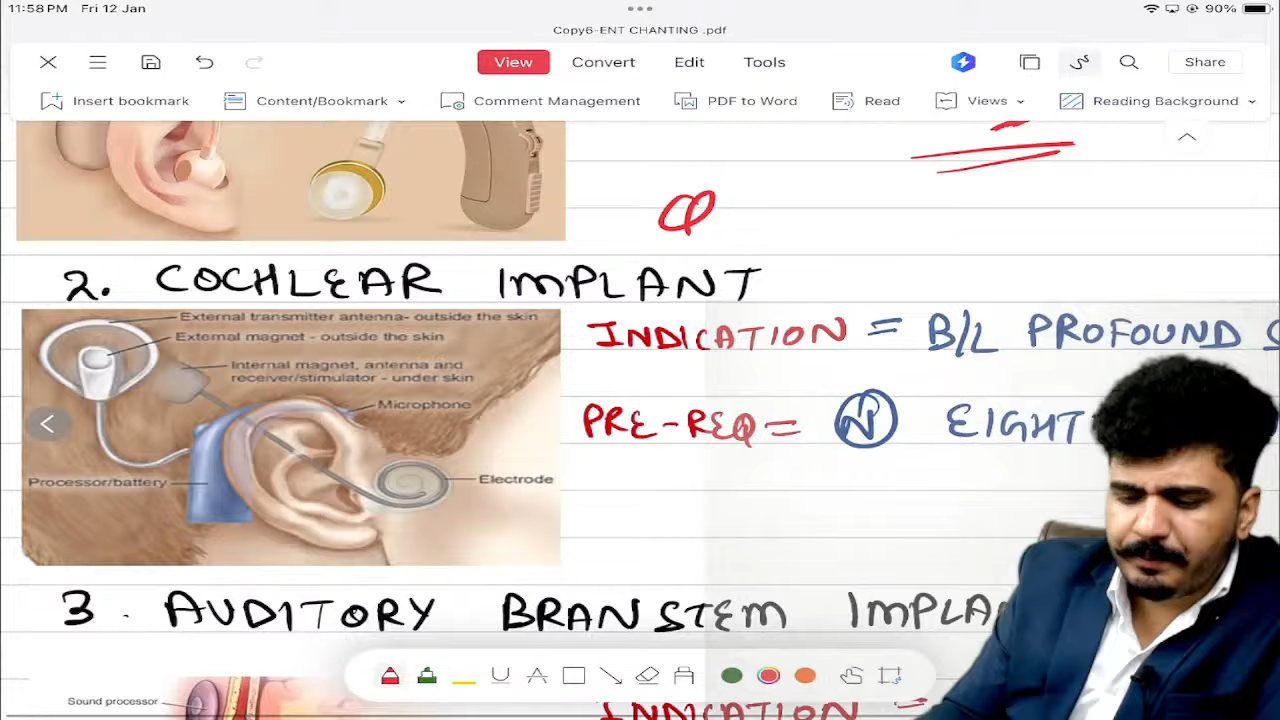 11:58 PM Fri 12 Jan
90%
Copy6-ENT CHANTING .pdf
View Convert Edit Tools Share
Insert bookmark Content/Bookmark Comment Management PDF to Word Read Views Reading Background
2. COCHLEAR IMPLANT
External transmitter antenna- outside the skin
External magnet - outside the skin
Internal magnet, antenna and
receiver/stimulator - under skin
Microphone
Processor/battery
Electrode
INDICATION = B/L PROFOUND S
PRE-REQ = N EIGHT
3. AUDITORY BRANSTEM IMPLA
Sound processor
INDICATION =